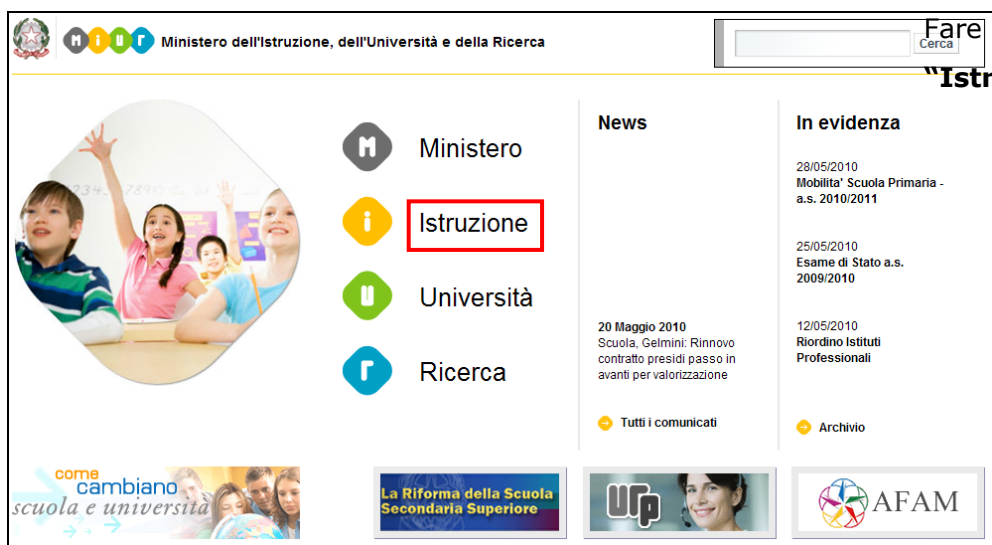 miur Ministero dell'Istruzione, dell'Università e della Ricerca
Cerca
Fare
"Istr
M Ministero
i Istruzione
U Università
r Ricerca
News
20 Maggio 2010
Scuola, Gelmini: Rinnovo
contratto presidi passo in
avanti per valorizzazione
Tutti i comunicati
In evidenza
28/05/2010
Mobilita' Scuola Primaria -
a.s. 2010/2011
25/05/2010
Esame di Stato a.s.
2009/2010
12/05/2010
Riordino Istituti
Professionali
Archivio
come
cambiano
scuola e università
La Riforma della Scuola
Secondaria Superiore
urp
AFAM